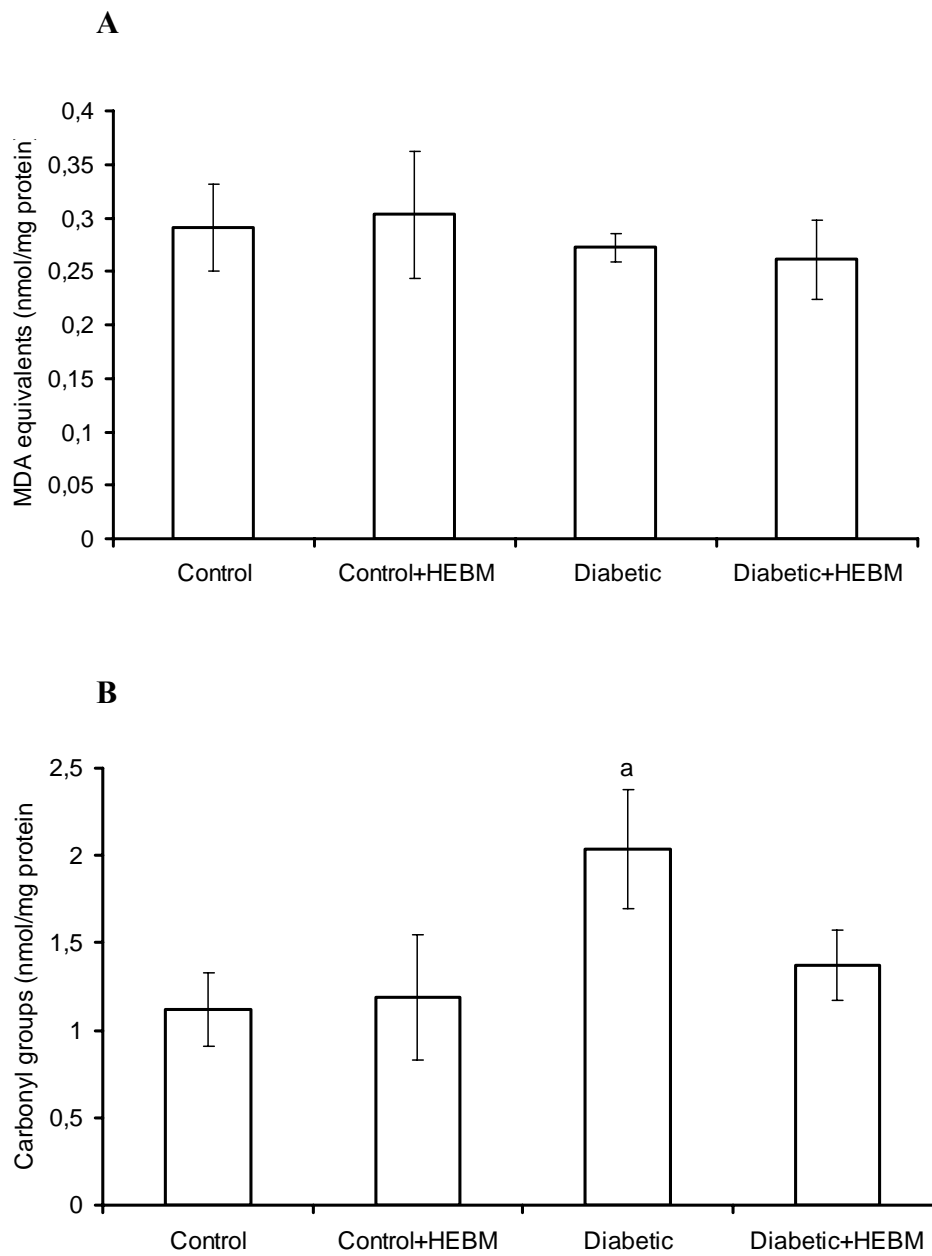 A
0,4
0,35
0,3
0,25
0,2
0,15
0,1
0,05
0
MDA equivalents (nmol/mg protein)
Control Control+HEBM Diabetic Diabetic+HEBM
B
2,5
2
1,5
1
0,5
0
Carbonyl groups (nmol/mg protein
a
Control Control+HEBM Diabetic Diabetic+HEBM